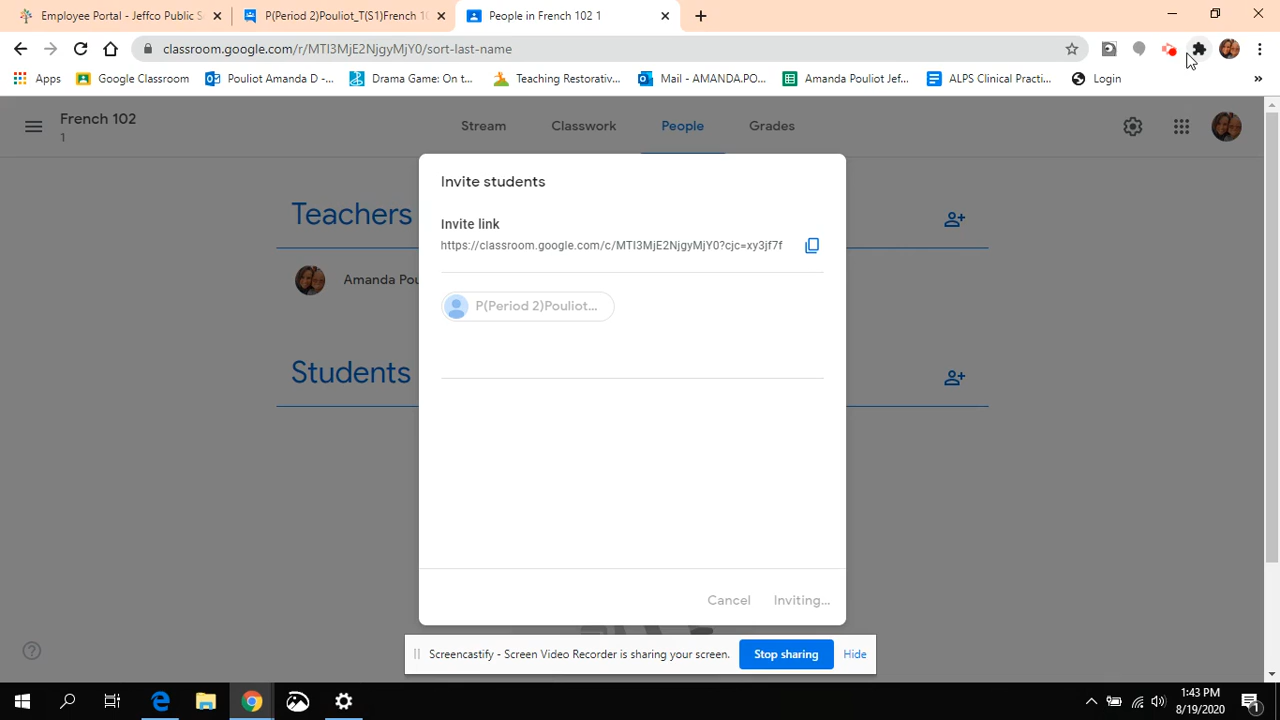 Employee Portal - Jeffco Public S
P(Period 2)Pouliot_T(S1)French 1
People in French 102 1
classroom.google.com/r/MTI3MjE2NjgyMjY0/sort-last-name
Apps
Google Classroom
Pouliot Amanda D -...
Drama Game: On t...
Teaching Restorativ...
Mail - AMANDA.PO...
Amanda Pouliot Jef...
ALPS Clinical Practi...
Login
»
French 102
1
Stream
Classwork
People
Grades
Invite students
Invite link
https://classroom.google.com/c/MTI3MjE2NjgyMjY0?cjc=xy3jf7f
Teachers
Amanda Pou
P(Period 2)Pouliot...
Students
Cancel
Inviting...
Screencastify - Screen Video Recorder is sharing your screen.
Stop sharing
Hide
1:43 PM
8/19/2020
1